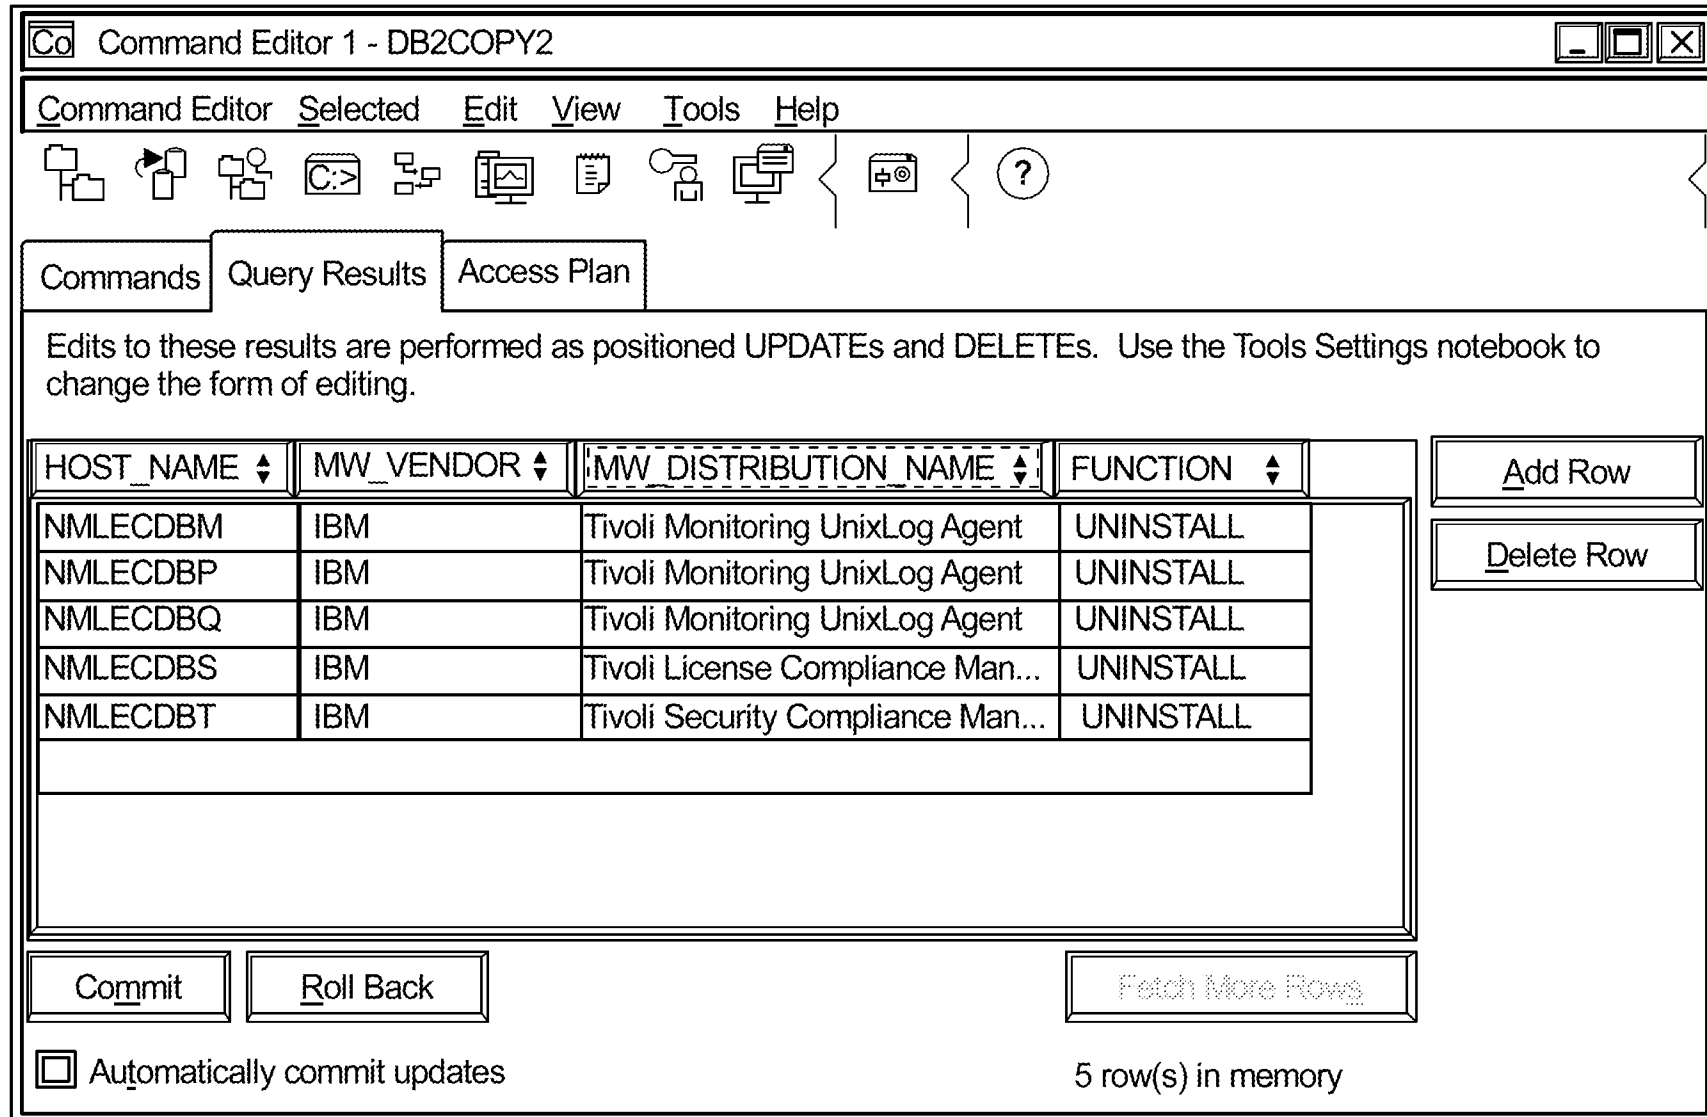 Co Command Editor 1 - DB2COPY2
Command Editor Selected Edit View Tools Help
C:> ?
Commands Query Results Access Plan
Edits to these results are performed as positioned UPDATEs and DELETEs. Use the Tools Settings notebook to
change the form of editing.
HOST_NAME MW_VENDOR MW_DISTRIBUTION_NAME FUNCTION Add Row
NMLECDBM IBM Tivoli Monitoring UnixLog Agent UNINSTALL
Delete Row
NMLECDBP IBM Tivoli Monitoring UnixLog Agent UNINSTALL
NMLECDBQ IBM Tivoli Monitoring UnixLog Agent UNINSTALL
NMLECDBS IBM Tivoli License Compliance Man... UNINSTALL
NMLECDBT IBM Tivoli Security Compliance Man... UNINSTALL
Commit Roll Back Fetch More Rows
Automatically commit updates 5 row(s) in memory